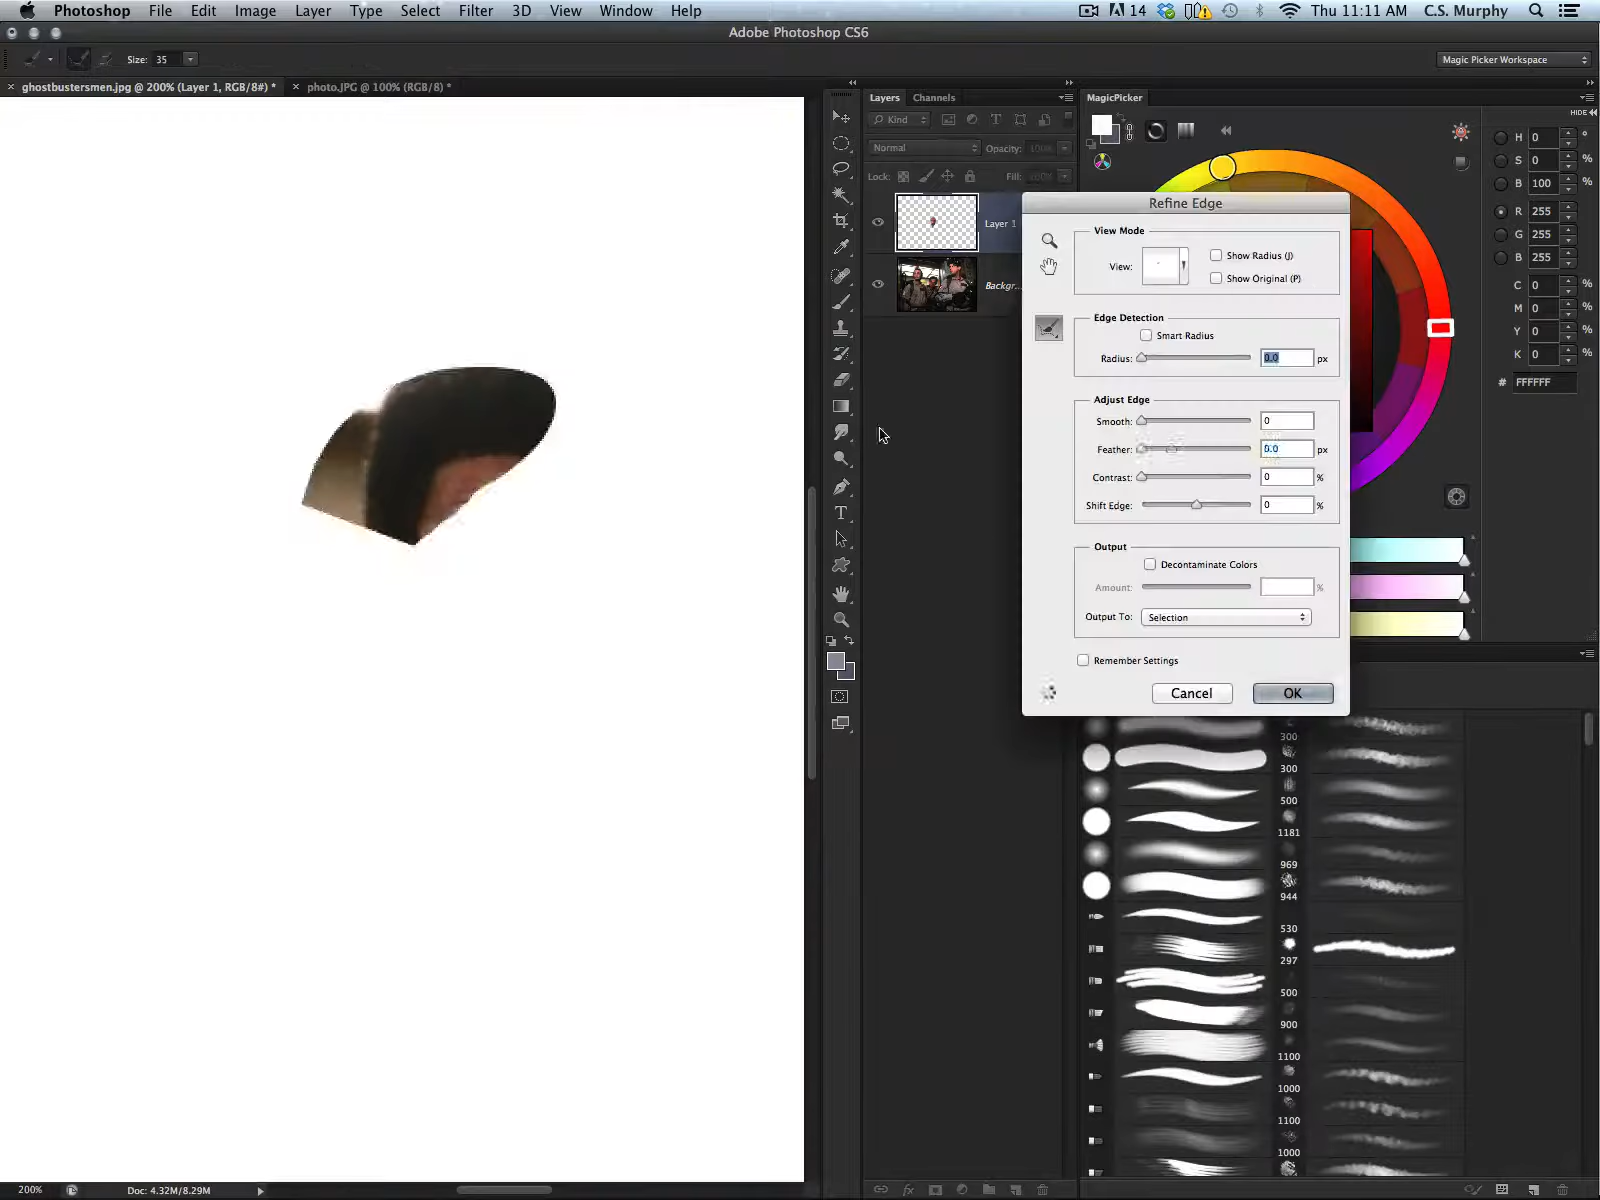 Photoshop File Edit Image Layer Type Select Filter 3D View Window Help 14 Thu 11:11 AM C.S. Murphy
Adobe Photoshop CS6
Size: 35 Magic Picker Workspace
× ghostbustersmen.jpg @ 200% (Layer 1, RGB/8#) * × photo.JPG @ 100% (RGB/8) *
Layers Channels MagicPicker
HIDE
Kind
Normal Opacity: 100%
Lock: Fill:
Layer 1
Backgr...
H 0 °
S 0 %
B 100 %
R 255
G 255
B 255
C 0 %
M 0 %
Y 0 %
K 0 %
# FFFFFF
Refine Edge
View Mode
View: Show Radius (J)
Show Original (P)
Edge Detection
Smart Radius
Radius: 0.0 px
Adjust Edge
Smooth: 0
Feather: 0.0 px
Contrast: 0 %
Shift Edge: 0 %
Output
Decontaminate Colors
Amount: %
Output To: Selection
Remember Settings
Cancel OK
300
300
500
1181
969
944
530
297
500
900
1100
1000
1100
1000
200% Doc: 4.32M/8.29M